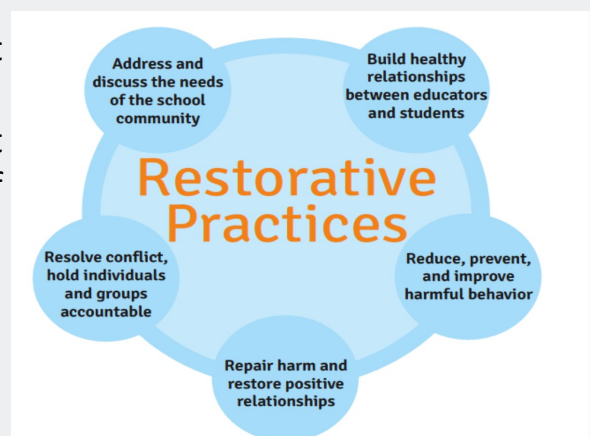 Address and
discuss the needs
of the school
community
Build healthy
relationships
between educators
and students
Restorative
Practices
Resolve conflict,
hold individuals
and groups
accountable
Reduce, prevent,
and improve
harmful behavior
Repair harm and
restore positive
relationships